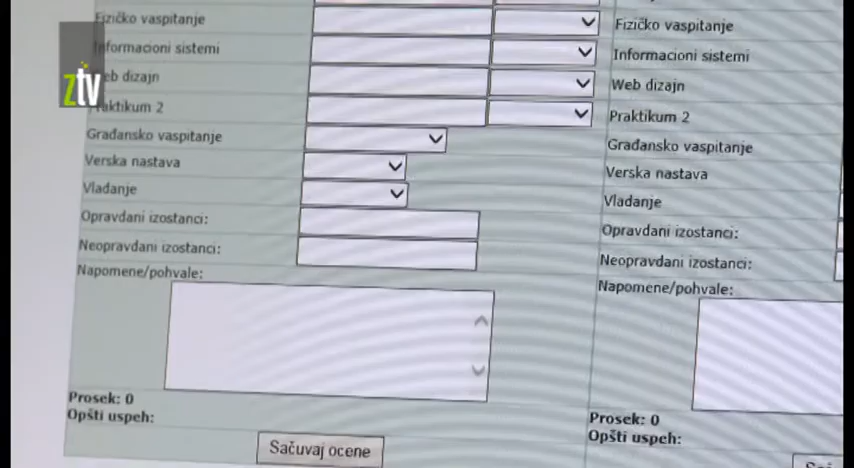 ztv
Fizičko vaspitanje
Informacioni sistemi
Web dizajn
Praktikum 2
Građansko vaspitanje
Verska nastava
Vladanje
Opravdani izostanci:
Neopravdani izostanci:
Napomene/pohvale:
Prosek: 0
Opšti uspeh:
Sačuvaj ocene
Fizičko vaspitanje
Informacioni sistemi
Web dizajn
Praktikum 2
Građansko vaspitanje
Verska nastava
Vladanje
Opravdani izostanci:
Neopravdani izostanci:
Napomene/pohvale:
Prosek: 0
Opšti uspeh: